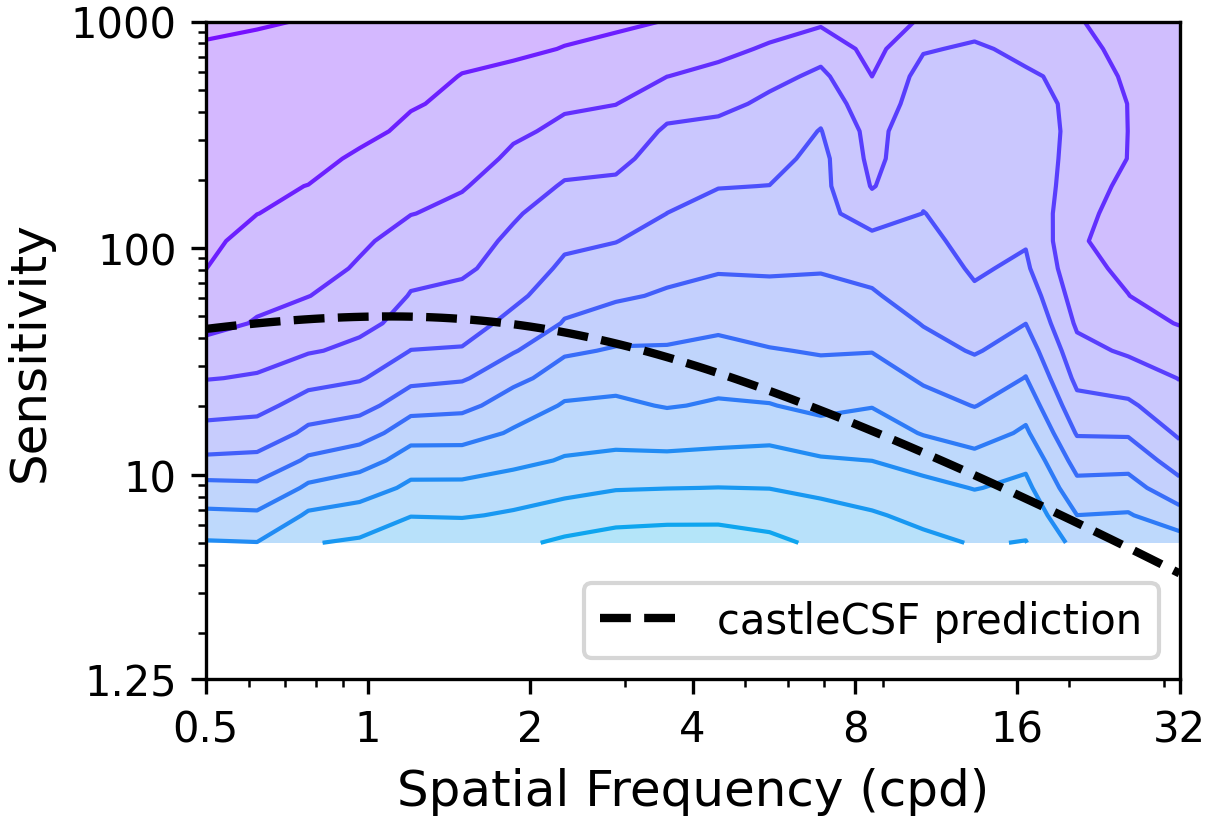 1000
100
10
1.25
Sensitivity
castleCSF prediction
0.5 1 2 4 8 16 32
Spatial Frequency (cpd)